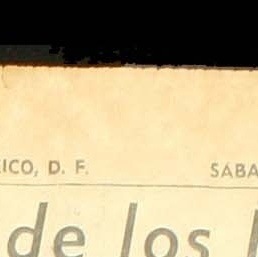 ICO, D. F. SABA
de los